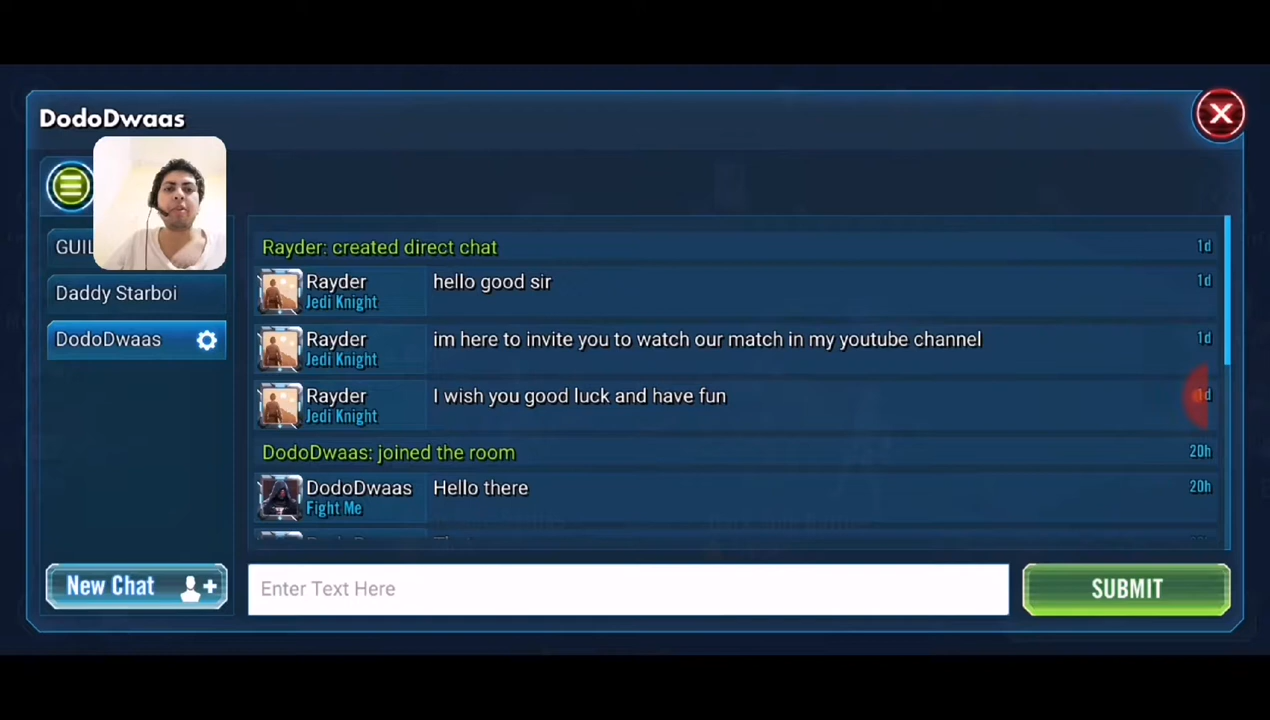 DodoDwaas
GUIL
Daddy Starboi
DodoDwaas
New Chat
Rayder: created direct chat 1d
Rayder hello good sir 1d
Jedi Knight
Rayder im here to invite you to watch our match in my youtube channel 1d
Jedi Knight
Rayder I wish you good luck and have fun 1d
Jedi Knight
DodoDwaas: joined the room 20h
DodoDwaas Hello there 20h
Fight Me
Enter Text Here
SUBMIT